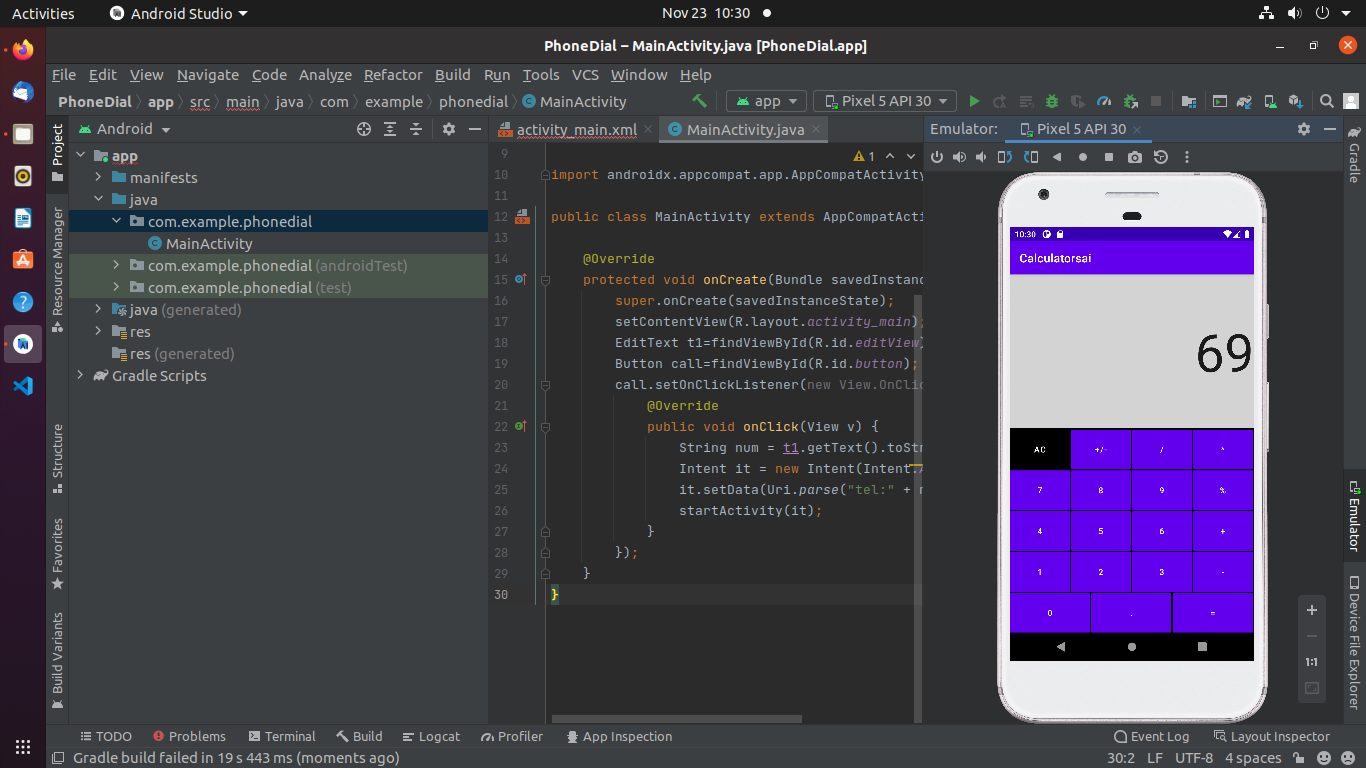 Activities Android Studio Nov 23 10:30
PhoneDial – MainActivity.java [PhoneDial.app]
File Edit View Navigate Code Analyze Refactor Build Run Tools VCS Window Help
PhoneDial app src main java com example phonedial MainActivity app Pixel 5 API 30
Project
Android
activity_main.xml
MainActivity.java
Emulator: Pixel 5 API 30
Gradle
app
manifests
java
com.example.phonedial
MainActivity
com.example.phonedial (androidTest)
com.example.phonedial (test)
java (generated)
res
res (generated)
Gradle Scripts
Resource Manager
Structure
Favorites
Build Variants
1
9
10 import androidx.appcompat.app.AppCompatActivity
11
12 public class MainActivity extends AppCompatActi
13
14 @Override
15 protected void onCreate(Bundle savedInstanc
16 super.onCreate(savedInstanceState);
17 setContentView(R.layout.activity_main);
18 EditText t1=findViewById(R.id.editView)
19 Button call=findViewById(R.id.button);
20 call.setOnClickListener(new View.OnClic
21 @Override
22 public void onClick(View v) {
23 String num = t1.getText().toStr
24 Intent it = new Intent(Intent.
25 it.setData(Uri.parse("tel:" +
26 startActivity(it);
27 }
28 });
29 }
30 }
10:30
Calculatorsai
69
AC +/- / *
7 8 9 %
4 5 6 +
1 2 3 -
0 . =
+
−
1:1
Emulator
Device File Explorer
TODO Problems Terminal Build Logcat Profiler App Inspection Event Log Layout Inspector
Gradle build failed in 19 s 443 ms (moments ago) 30:2 LF UTF-8 4 spaces